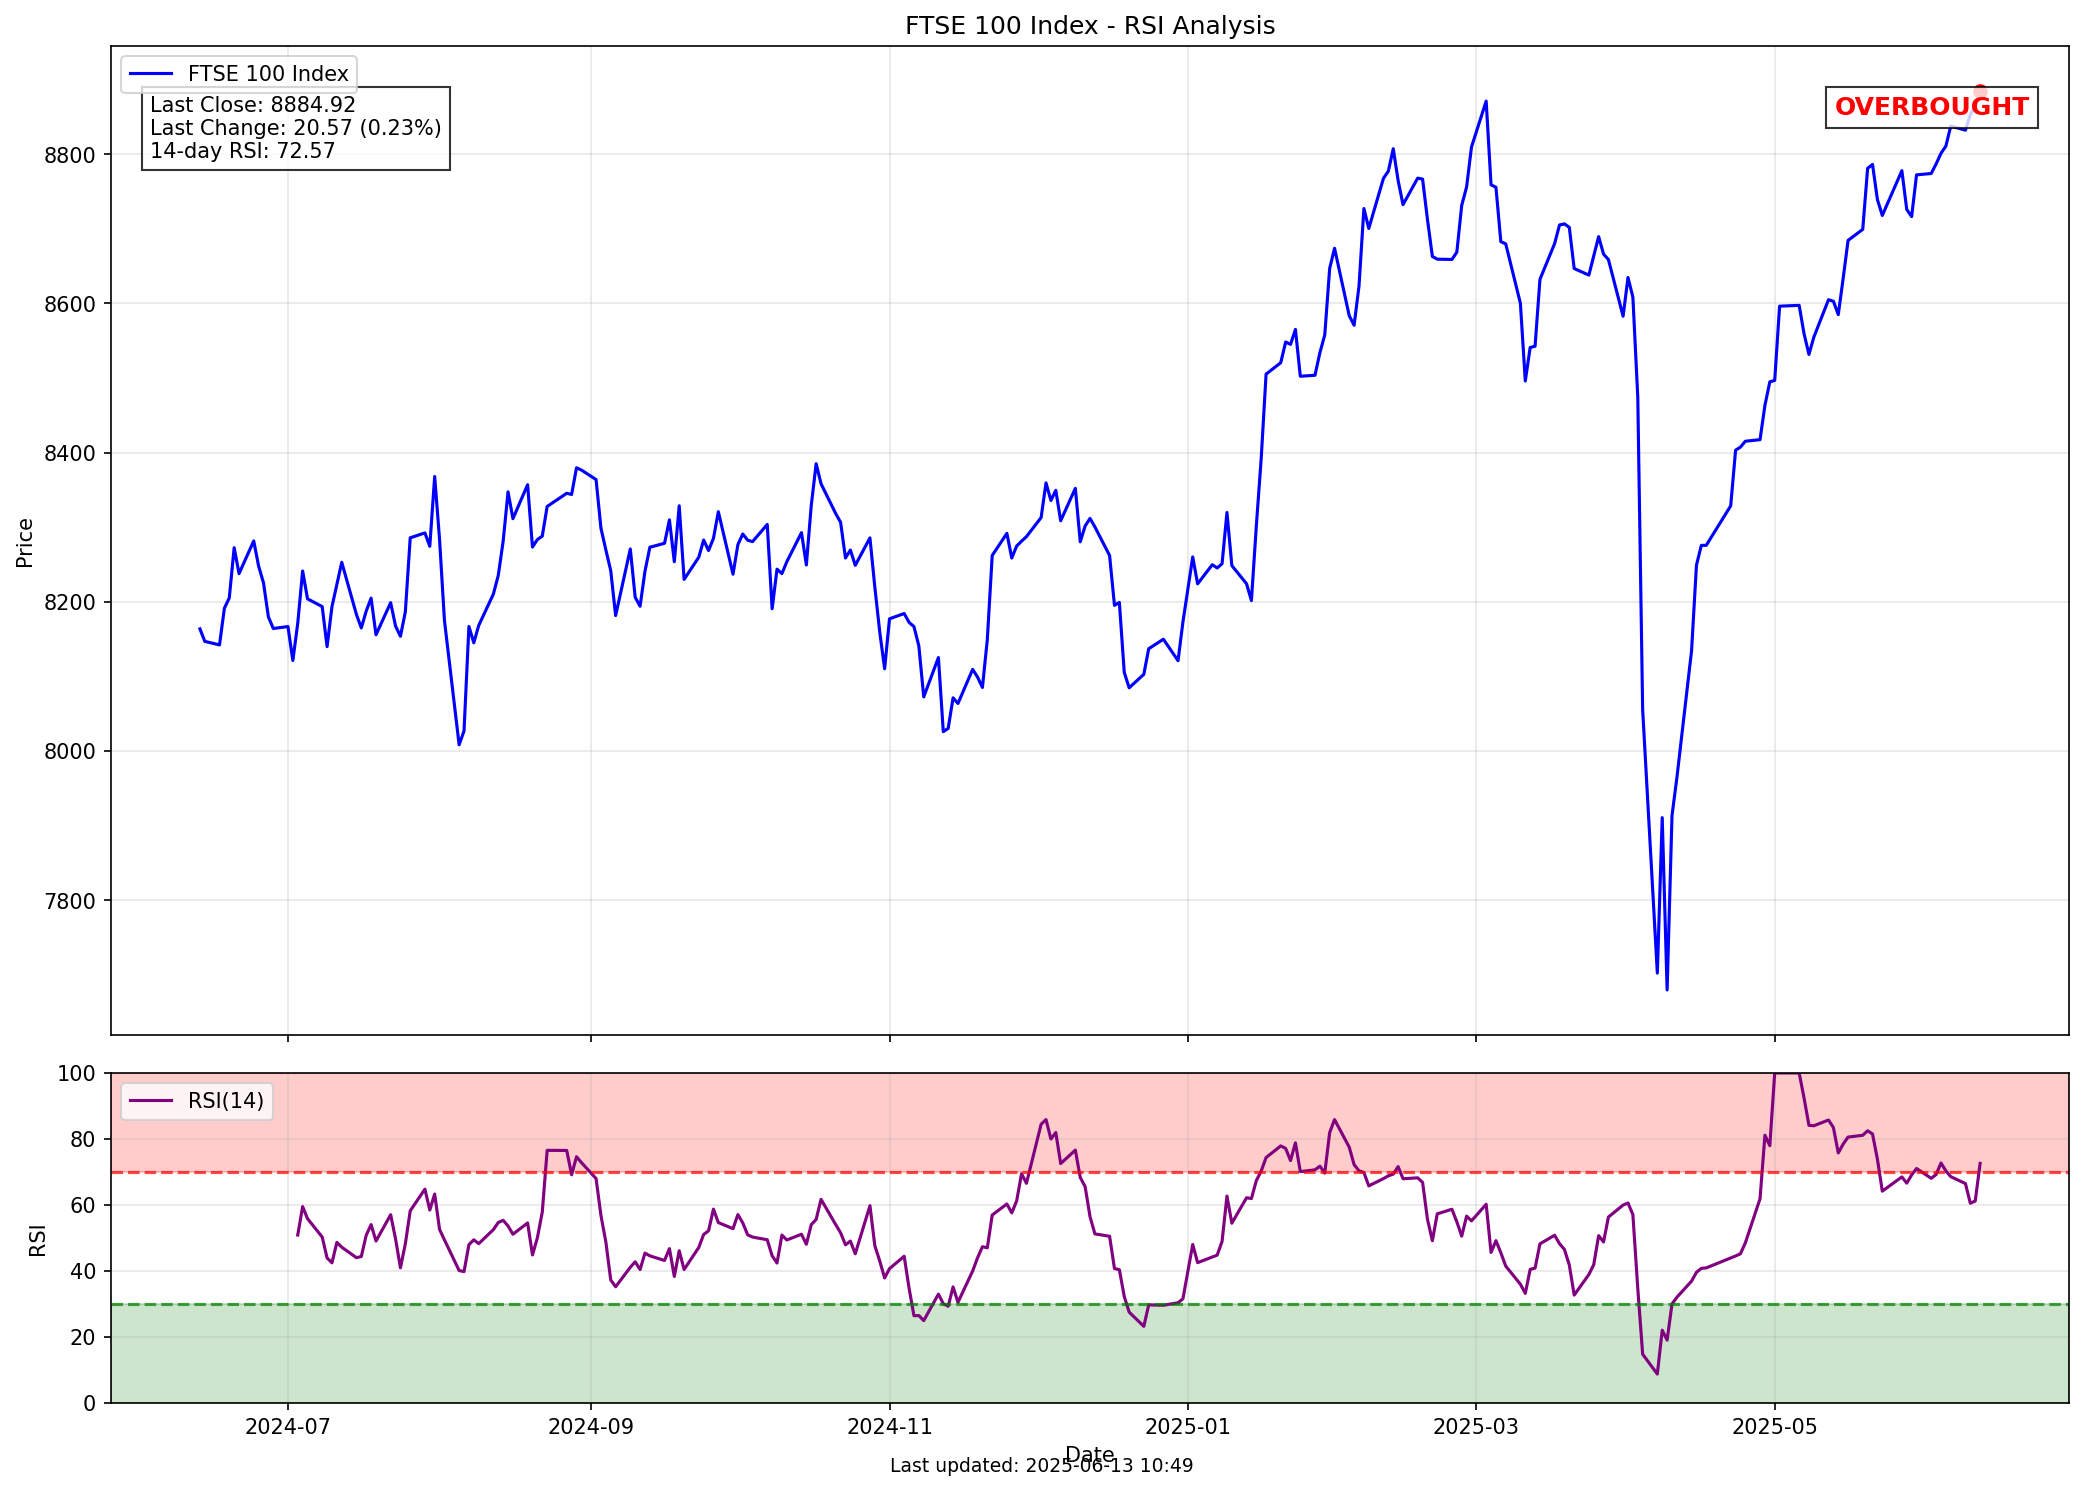 FTSE 100 Index - RSI Analysis
FTSE 100 Index
Last Close: 8884.92
Last Change: 20.57 (0.23%)
14-day RSI: 72.57
OVERBOUGHT
8800
8600
8400
8200
8000
7800
Price
RSI(14)
100
80
60
40
20
0
RSI
2024-07
2024-09
2024-11
2025-01
2025-03
2025-05
Date
Last updated: 2025-06-13 10:49